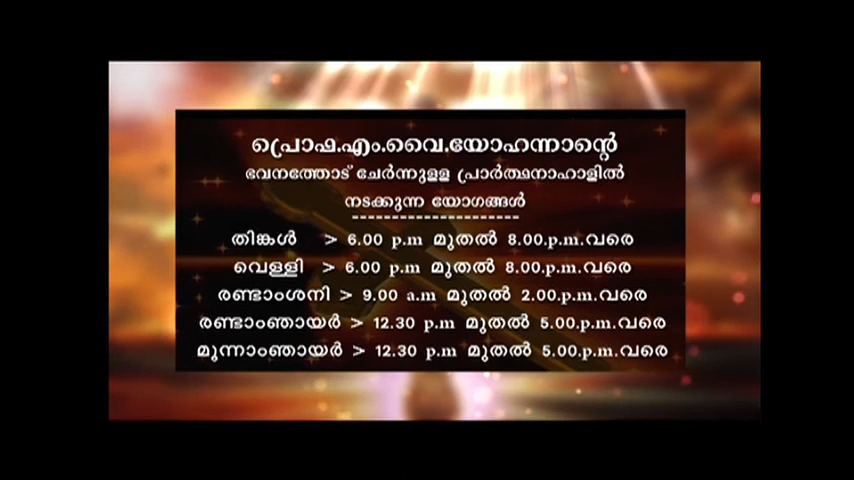 പ്രൊഫ.എം.വൈ.യോഹന്നാന്റെ
ഭവനത്തോട് ചേർന്നുളള പ്രാർത്ഥനാഹാളിൽ
നടക്കുന്ന യോഗങ്ങൾ
---------------------
തിങ്കൾ > 6.00 p.m മുതൽ 8.00.p.m.വരെ
വെള്ളി > 6.00 p.m മുതൽ 8.00.p.m.വരെ
രണ്ടാംശനി > 9.00 a.m മുതൽ 2.00.p.m.വരെ
രണ്ടാംഞായർ > 12.30 p.m മുതൽ 5.00.p.m.വരെ
മൂന്നാംഞായർ > 12.30 p.m മുതൽ 5.00.p.m.വരെ